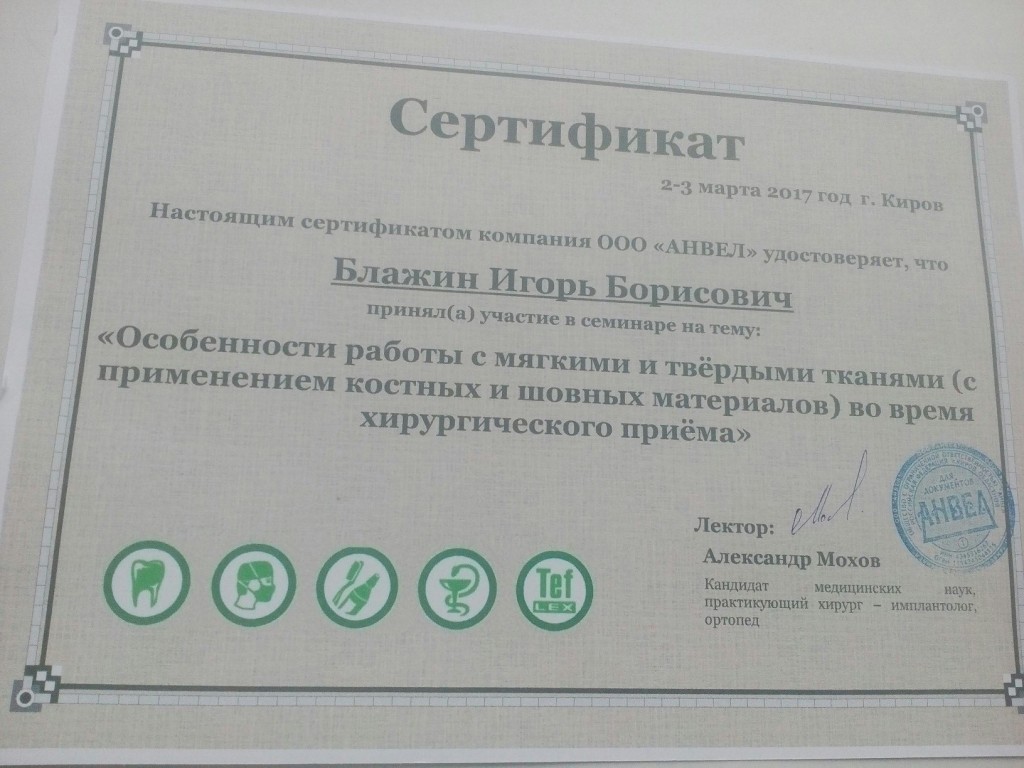 Сертификат
2-3 марта 2017 год г. Киров
Настоящим сертификатом компания ООО «АНВЕЛ» удостоверяет, что
Блажин Игорь Борисович
принял(а) участие в семинаре на тему:
«Особенности работы с мягкими и твёрдыми тканями (с
применением костных и шовных материалов) во время
хирургического приёма»
Лектор:
Александр Мохов
Кандидат медицинских наук,
практикующий хирург – имплантолог,
ортопед
ДЛЯ
ДОКУМЕНТОВ
АНВЕЛ
Tef
LEX